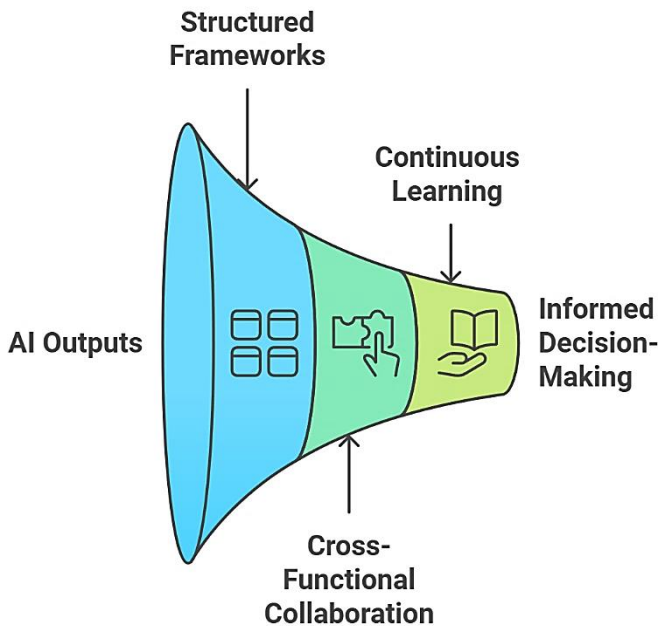 Structured
Frameworks
Continuous
Learning
AI Outputs
Informed
Decision-
Making
Cross-
Functional
Collaboration